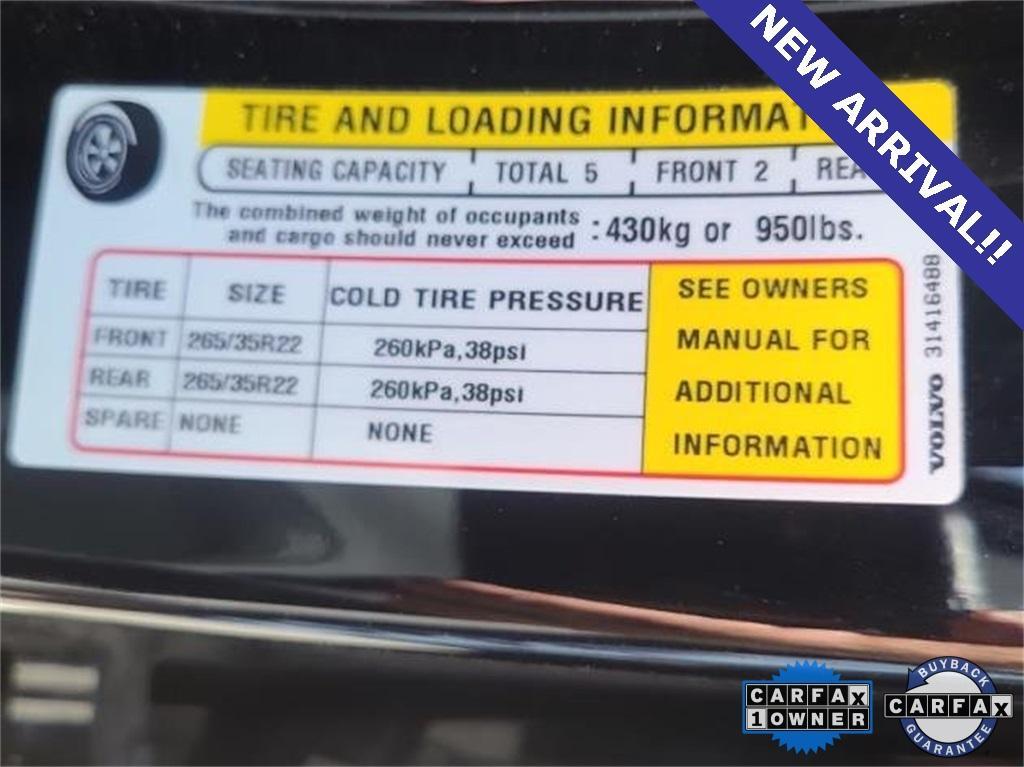 NEW ARRIVAL!!
TIRE AND LOADING
SEATING CAPACITY TOTAL 5 FRONT 2
The combined weight of occupants
and cargo should never exceed : 430kg or 950lbs.
TIRE SIZE COLD TIRE PRESSURE SEE OWNERS
FRONT 265/35R22 260kPa,38psi MANUAL FOR
REAR 265/35R22 260kPa,38psi ADDITIONAL
SPARE NONE NONE INFORMATION
VOLVO 31416488
CARFAX
1 OWNER
BUYBACK
CARFAX
GUARANTEE